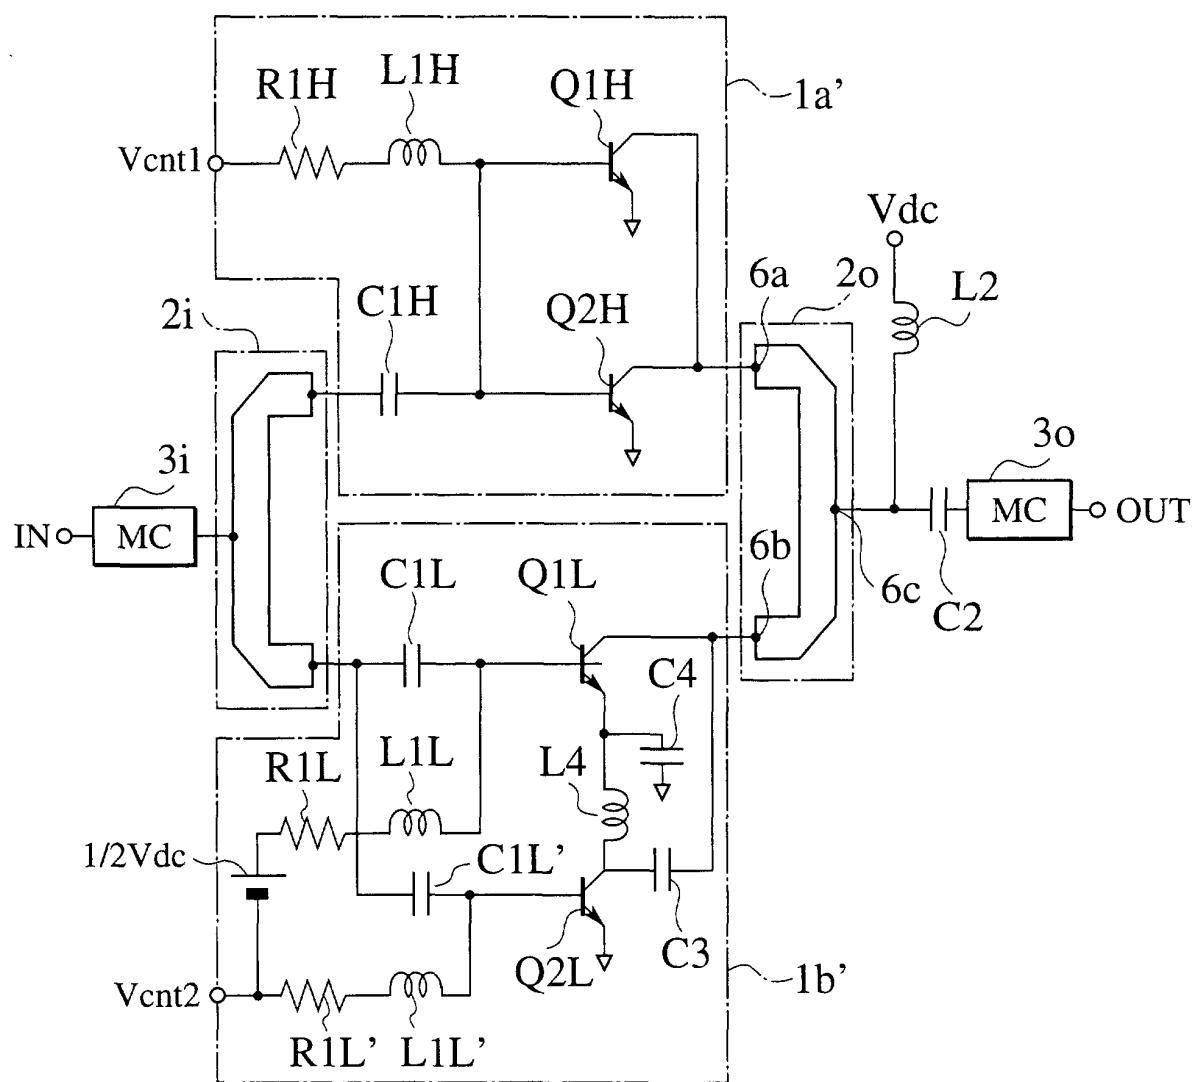 L1H
R1H
Q1H
1a’
Vcnt1
Vdc
6a
2o
L2
2i
C1H
Q2H
3i
3o
IN
MC
MC
OUT
6b
6c
C2
C1L
Q1L
C4
R1L
L1L
L4
1/2Vdc
C1L’
C3
Q2L
1b’
Vcnt2
R1L’
L1L’